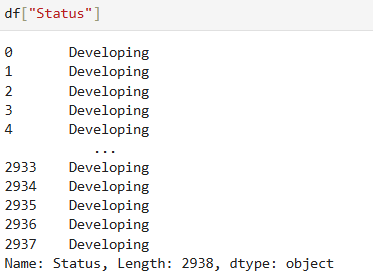 df["Status"]
0 Developing
1 Developing
2 Developing
3 Developing
4 Developing
...
2933 Developing
2934 Developing
2935 Developing
2936 Developing
2937 Developing
Name: Status, Length: 2938, dtype: object